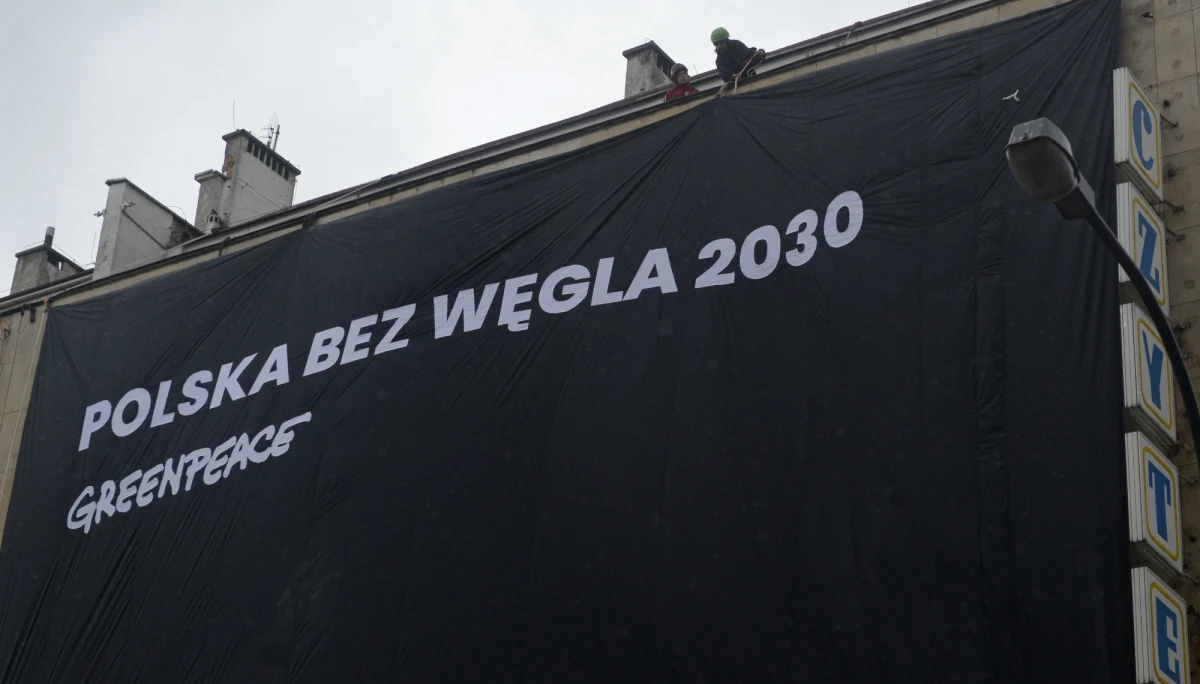 POLSKA BEZ WĘGLA 2030
GREENPEACE
CZYTE